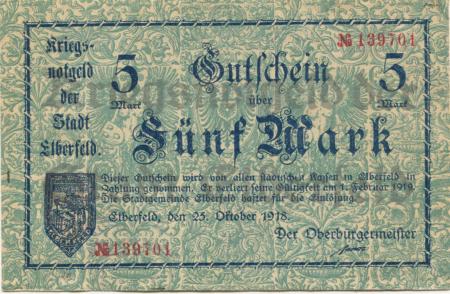 № 139701
Kriegs-
notgeld
der
Stadt
Elberfeld.
5
Mark
Gutschein
über
Fünf Mark
5
Mark
Dieser Gutschein wird von allen städtischen Kassen in Elberfeld in
Zahlung genommen. Er verliert seine Gültigkeit am 1. Februar 1919.
Die Stadtgemeinde Elberfeld haftet für die Einlösung.
Elberfeld, den 25. Oktober 1918.
Der Oberbürgermeister
№ 139701